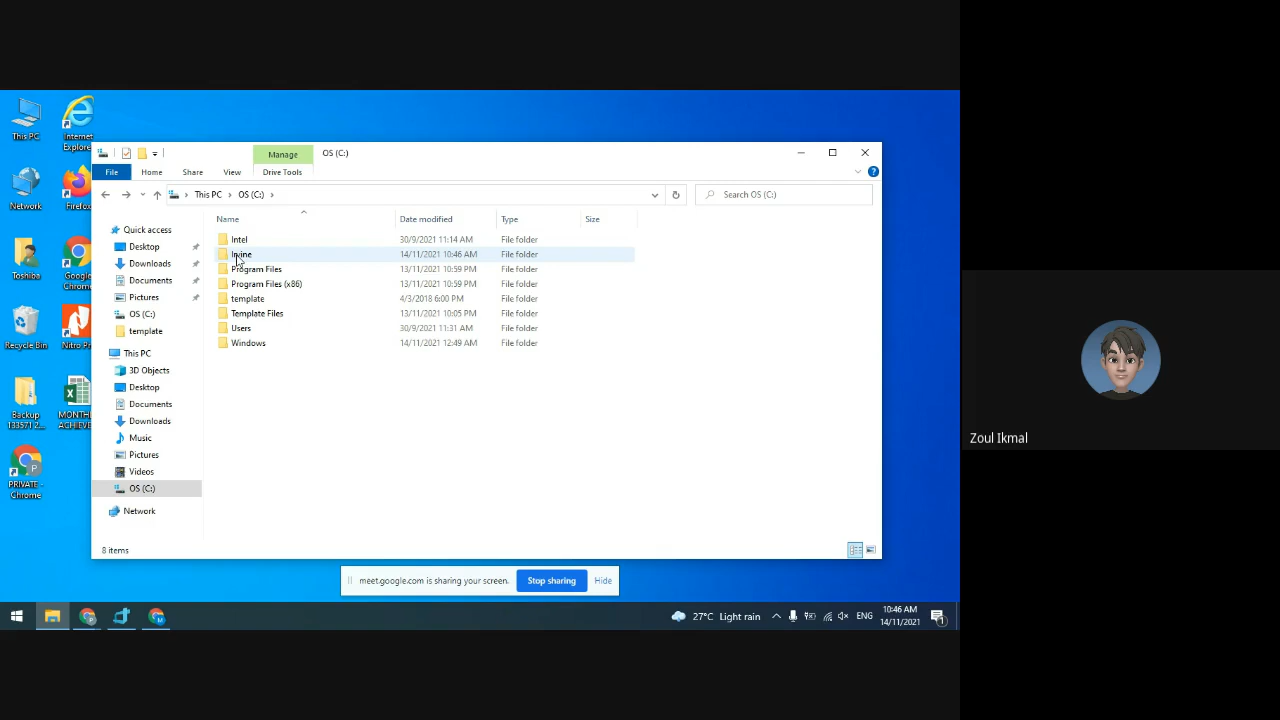 This PC
Internet
Explore..
Network
Firefox
Toshiba
Google
Chrome
Recycle Bin
Nitro Pr
Backup
133571 2...
MONTHL
ACHIEVE
PRIVATE -
Chrome
Manage
OS (C:)
File
Home
Share
View
Drive Tools
This PC > OS (C:) >
Search OS (C:)
Name
Date modified
Type
Size
Quick access
Desktop
Downloads
Documents
Pictures
OS (C:)
template
This PC
3D Objects
Desktop
Documents
Downloads
Music
Pictures
Videos
OS (C:)
Network
Intel 30/9/2021 11:14 AM File folder
Irvine 14/11/2021 10:46 AM File folder
Program Files 13/11/2021 10:59 PM File folder
Program Files (x86) 13/11/2021 10:59 PM File folder
template 4/3/2018 6:00 PM File folder
Template Files 13/11/2021 10:05 PM File folder
Users 30/9/2021 11:31 AM File folder
Windows 14/11/2021 12:49 AM File folder
8 items
meet.google.com is sharing your screen.
Stop sharing
Hide
27°C Light rain
ENG
10:46 AM
14/11/2021
1
Zoul Ikmal